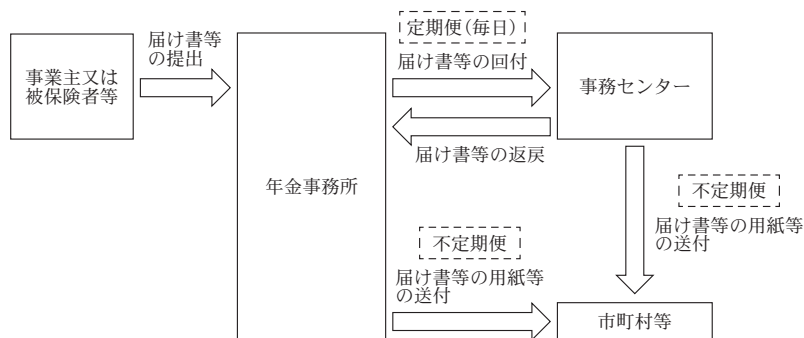 事業主又は
被保険者等
届け書等
の提出
年金事務所
定期便(毎日)
届け書等の回付
届け書等の返戻
事務センター
不定期便
届け書等の用紙等
の送付
不定期便
届け書等の用紙等
の送付
市町村等